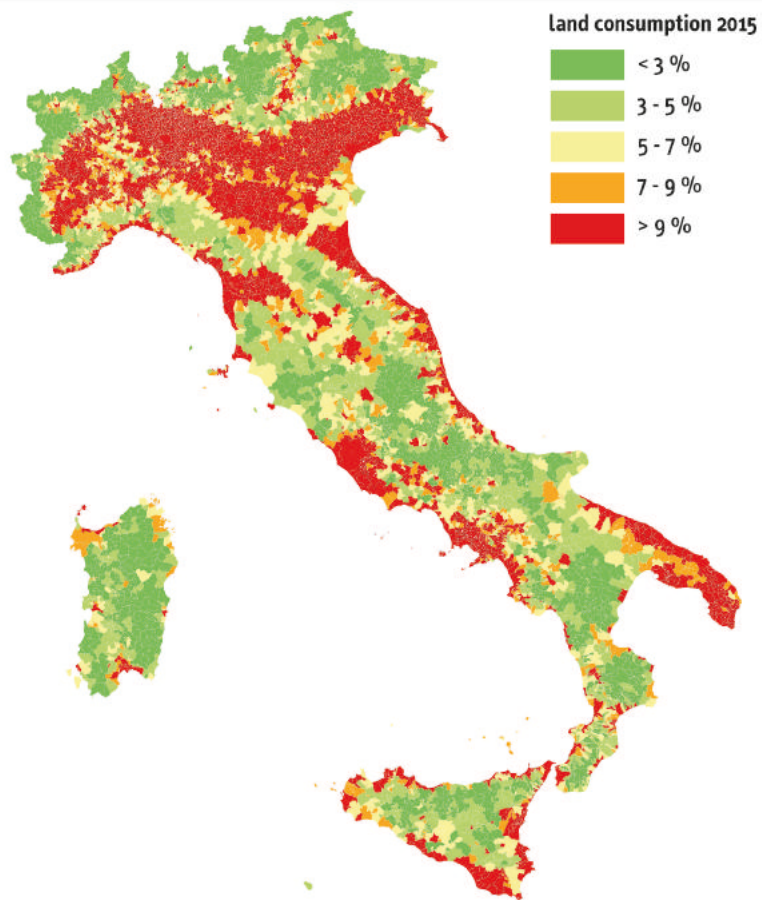 land consumption 2015
< 3 %
3 - 5 %
5 - 7 %
7 - 9 %
> 9 %